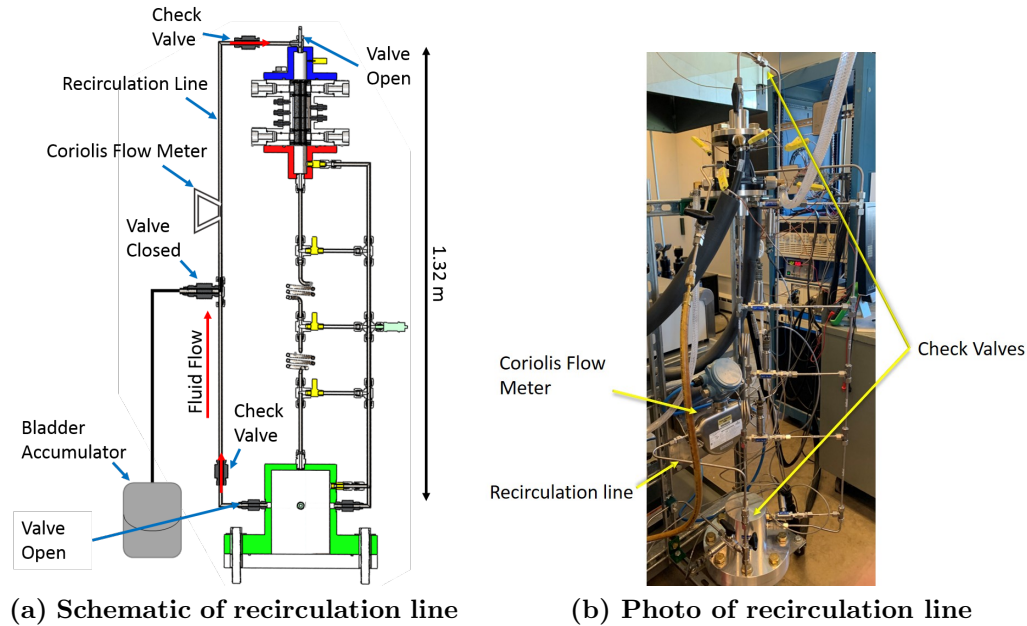 Check
Valve
Valve
Open
Recirculation Line
Coriolis Flow Meter
Valve
Closed
1.32 m
Fluid Flow
Check
Valve
Bladder
Accumulator
Valve
Open
(a) Schematic of recirculation line
Check Valves
Coriolis Flow
Meter
Recirculation line
(b) Photo of recirculation line